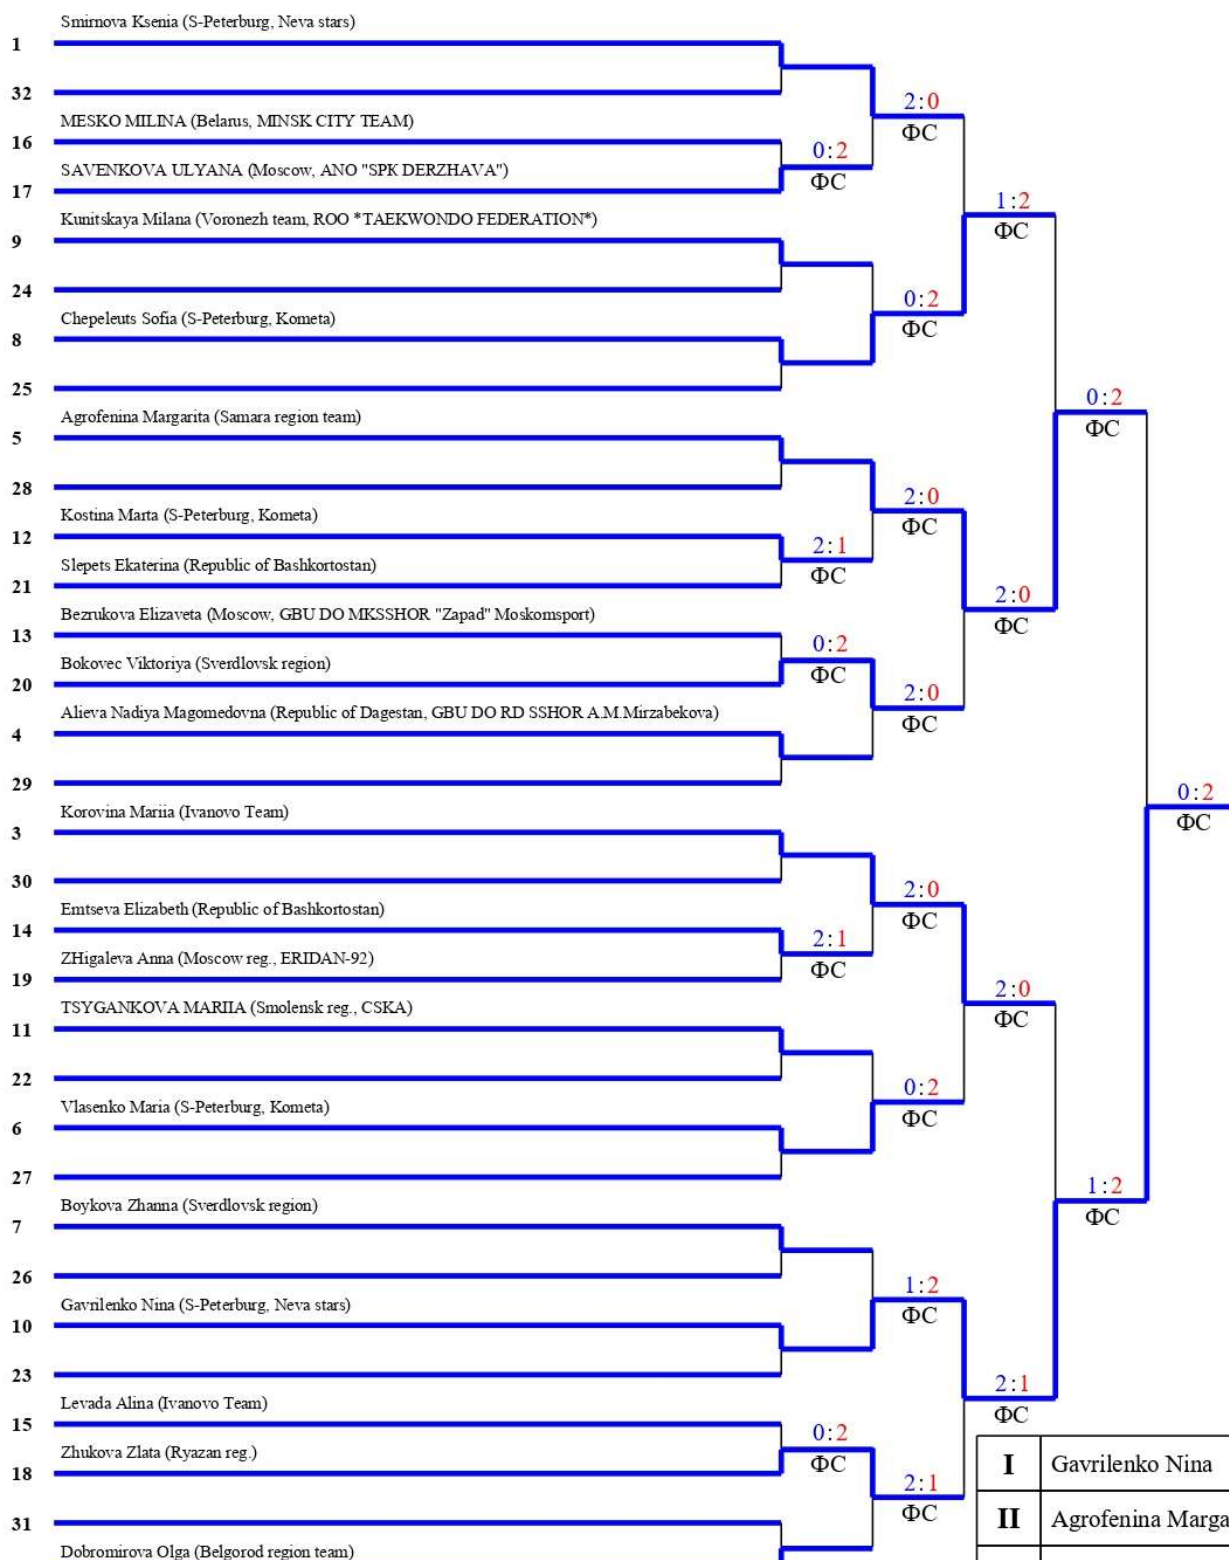 Smirnova Ksenia (S-Peterburg, Neva stars)
1
32
2:0
ФС
MESKO MILINA (Belarus, MINSK CITY TEAM)
16
0:2
ФС
SAVENKOVA ULYANA (Moscow, ANO "SPK DERZHAVA")
17
1:2
ФС
Kunitskaya Milana (Voronezh team, ROO *TAEKWONDO FEDERATION*)
9
24
0:2
ФС
Chepeleuts Sofia (S-Peterburg, Kometa)
8
25
0:2
ФС
Agrofenina Margarita (Samara region team)
5
28
2:0
ФС
Kostina Marta (S-Peterburg, Kometa)
12
2:1
ФС
Slepets Ekaterina (Republic of Bashkortostan)
21
2:0
ФС
Bezrukova Elizaveta (Moscow, GBU DO MKSSHOR "Zapad" Moskomsport)
13
0:2
ФС
Bokovec Viktoriya (Sverdlovsk region)
20
2:0
ФС
Alieva Nadiya Magomedovna (Republic of Dagestan, GBU DO RD SSHOR A.M.Mirzabekova)
4
29
0:2
ФС
Korovina Mariia (Ivanovo Team)
3
30
2:0
ФС
Emtseva Elizabeth (Republic of Bashkortostan)
14
2:1
ФС
ZHigaleva Anna (Moscow reg., ERIDAN-92)
19
2:0
ФС
TSYGANKOVA MARIIA (Smolensk reg., CSKA)
11
22
0:2
ФС
Vlasenko Maria (S-Peterburg, Kometa)
6
27
1:2
ФС
Boykova Zhanna (Sverdlovsk region)
7
26
1:2
ФС
Gavrilenko Nina (S-Peterburg, Neva stars)
10
23
2:1
ФС
Levada Alina (Ivanovo Team)
15
0:2
ФС
Zhukova Zlata (Ryazan reg.)
18
2:1
ФС
I Gavrilenko Nina
31
II Agrofenina Marga
Dobromirova Olga (Belgorod region team)